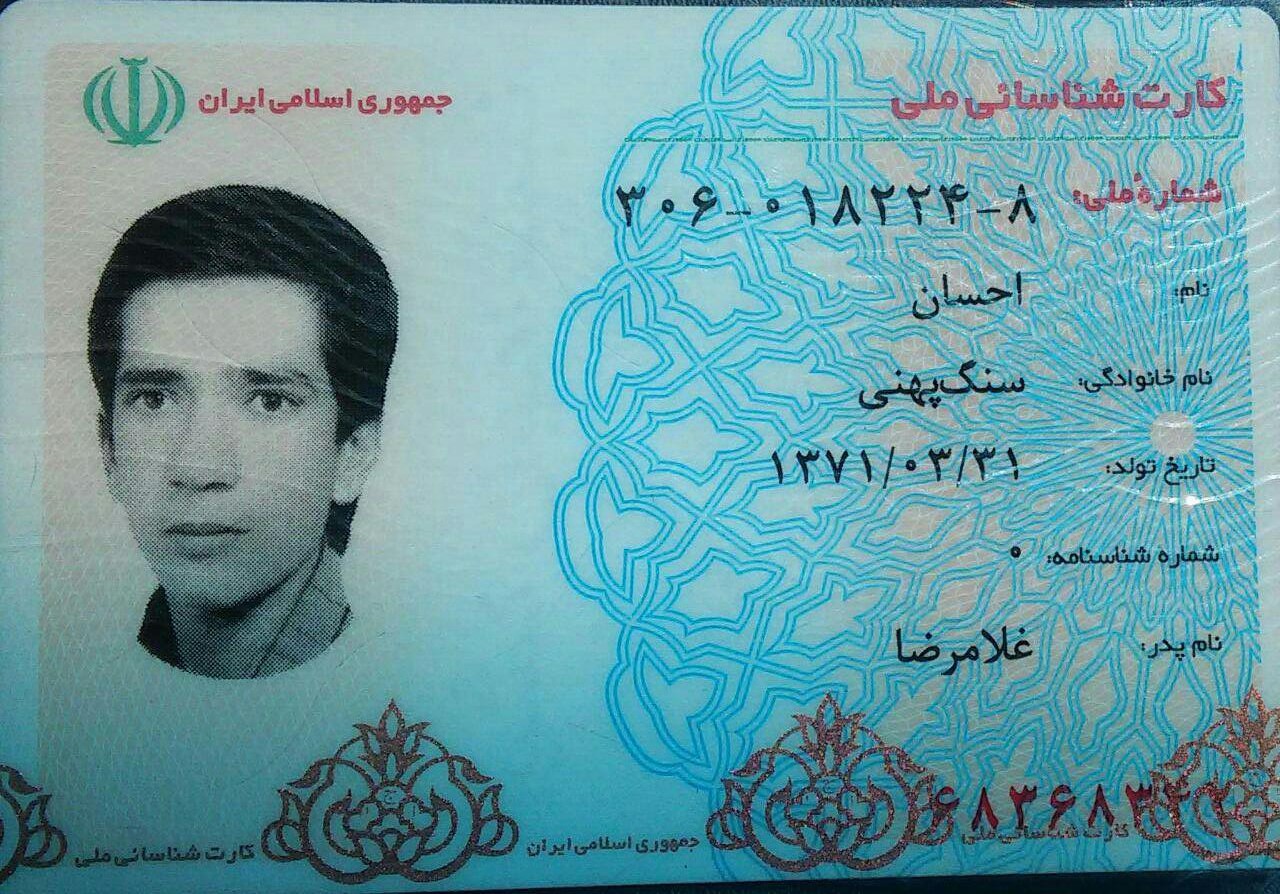 جمهوری اسلامی ایران
کارت شناسائی ملی
شمارهٔ ملی: ۳۰۶-۰۱۸۲۲۴-۸
نام: احسان
نام خانوادگی: سنگ‌پهنی
تاریخ تولد: ۱۳۷۱/۰۳/۳۱
شماره شناسنامه: ۰
نام پدر: غلامرضا
کارت شناسائی ملی
جمهوری اسلامی ایران
کارت شناسائی ملی